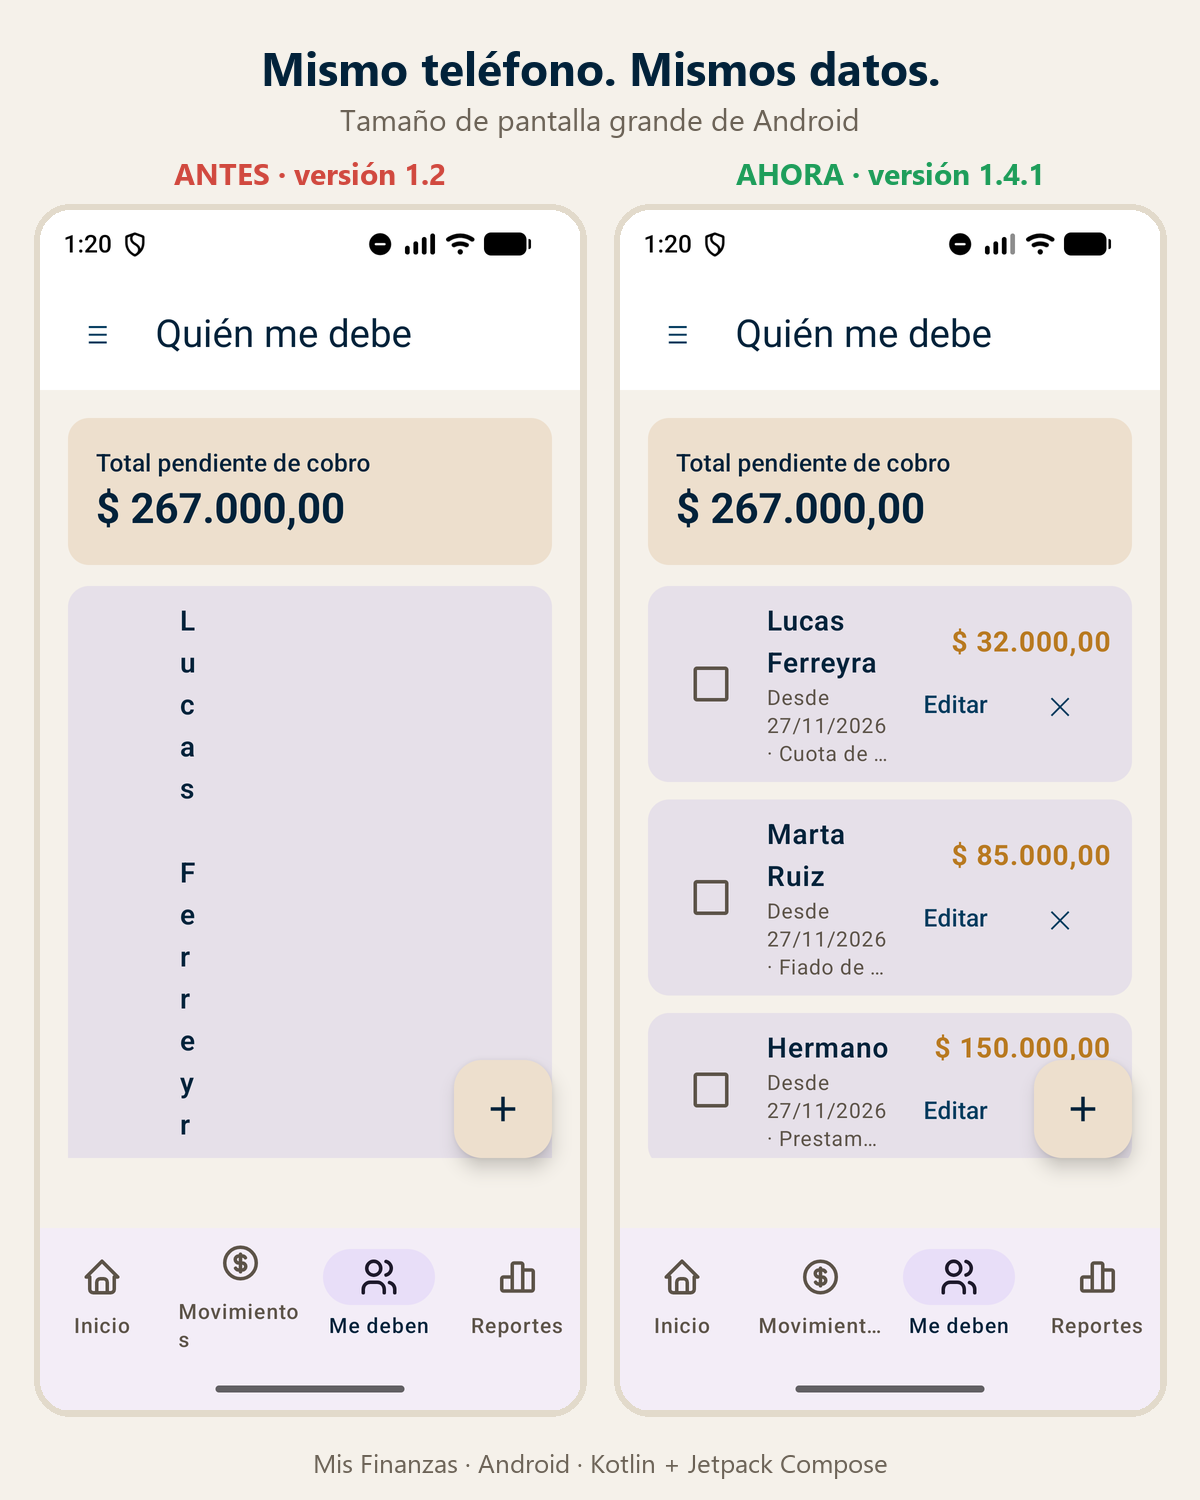 Mismo teléfono. Mismos datos.
Tamaño de pantalla grande de Android
ANTES · versión 1.2
1:20
Quién me debe
Total pendiente de cobro
$ 267.000,00
L
u
c
a
s
F
e
r
r
e
y
r
+
Inicio
Movimiento
s
Me deben
Reportes
AHORA · versión 1.4.1
1:20
Quién me debe
Total pendiente de cobro
$ 267.000,00
Lucas
Ferreyra
Desde
27/11/2026
· Cuota de …
$ 32.000,00
Editar
Marta
Ruiz
Desde
27/11/2026
· Fiado de …
$ 85.000,00
Editar
Hermano
Desde
27/11/2026
· Prestam…
$ 150.000,00
Editar
+
Inicio
Movimient…
Me deben
Reportes
Mis Finanzas · Android · Kotlin + Jetpack Compose